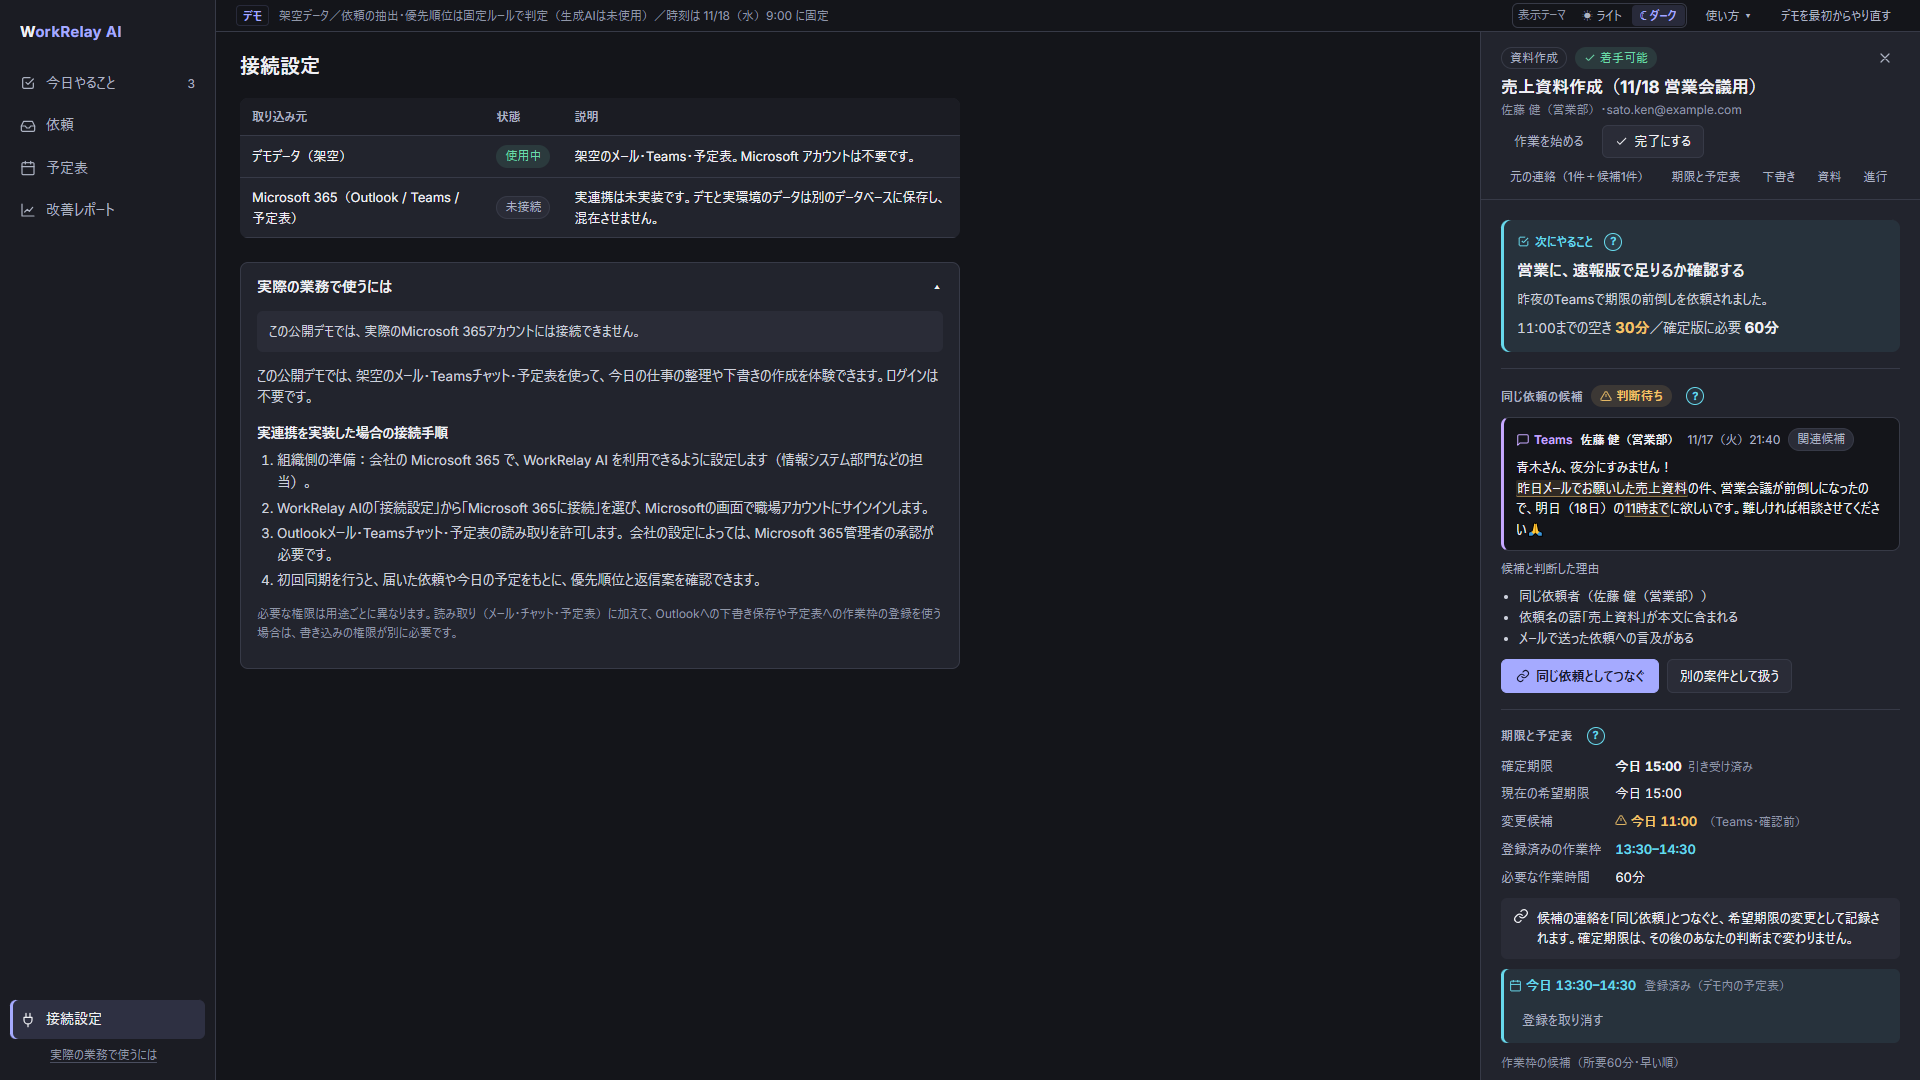 WorkRelay AI
今日やること 3
依頼
予定表
改善レポート
接続設定
実際の業務で使うには
デモ 架空データ／依頼の抽出・優先順位は固定ルールで判定（生成AIは未使用）／時刻は 11/18（水）9:00 に固定
表示テーマ ライト ダーク 使い方 ▼ デモを最初からやり直す
接続設定
取り込み元 状態 説明
デモデータ（架空） 使用中 架空のメール・Teams・予定表。Microsoft アカウントは不要です。
Microsoft 365（Outlook / Teams /
予定表） 未接続
実連携は未実装です。デモと実環境のデータは別のデータベースに保存し、
混在させません。
実際の業務で使うには ▲
この公開デモでは、実際のMicrosoft 365アカウントには接続できません。
この公開デモでは、架空のメール・Teamsチャット・予定表を使って、今日の仕事の整理や下書きの作成を体験できます。ログインは
不要です。
実連携を実装した場合の接続手順
1. 組織側の準備：会社の Microsoft 365 で、WorkRelay AI を利用できるように設定します（情報システム部門などの担
当）。
2. WorkRelay AIの「接続設定」から「Microsoft 365に接続」を選び、Microsoftの画面で職場アカウントにサインインします。
3. Outlookメール・Teamsチャット・予定表の読み取りを許可します。会社の設定によっては、Microsoft 365管理者の承認が
必要です。
4. 初回同期を行うと、届いた依頼や今日の予定をもとに、優先順位と返信案を確認できます。
必要な権限は用途ごとに異なります。読み取り（メール・チャット・予定表）に加えて、Outlookへの下書き保存や予定表への作業枠の登録を使う
場合は、書き込みの権限が別に必要です。
資料作成 着手可能
売上資料作成（11/18 営業会議用）
佐藤 健（営業部）・sato.ken@example.com
作業を始める 完了にする
元の連絡（1件＋候補1件） 期限と予定表 下書き 資料 進行
次にやること ?
営業に、速報版で足りるか確認する
昨夜のTeamsで期限の前倒しを依頼されました。
11:00までの空き 30分／確定版に必要 60分
同じ依頼の候補 判断待ち ?
Teams 佐藤 健（営業部） 11/17（火）21:40 関連候補
青木さん、夜分にすみません！
昨日メールでお願いした売上資料の件、営業会議が前倒しになったの
で、明日（18日）の11時までに欲しいです。難しければ相談させてくださ
い🙏
候補と判断した理由
• 同じ依頼者（佐藤 健（営業部））
• 依頼名の語「売上資料」が本文に含まれる
• メールで送った依頼への言及がある
同じ依頼としてつなぐ 別の案件として扱う
期限と予定表 ?
確定期限 今日 15:00 引き受け済み
現在の希望期限 今日 15:00
変更候補 今日 11:00 （Teams・確認前）
登録済みの作業枠 13:30–14:30
必要な作業時間 60分
候補の連絡を「同じ依頼」とつなぐと、希望期限の変更として記録さ
れます。確定期限は、その後のあなたの判断まで変わりません。
今日 13:30–14:30 登録済み（デモ内の予定表）
登録を取り消す
作業枠の候補（所要60分・早い順）